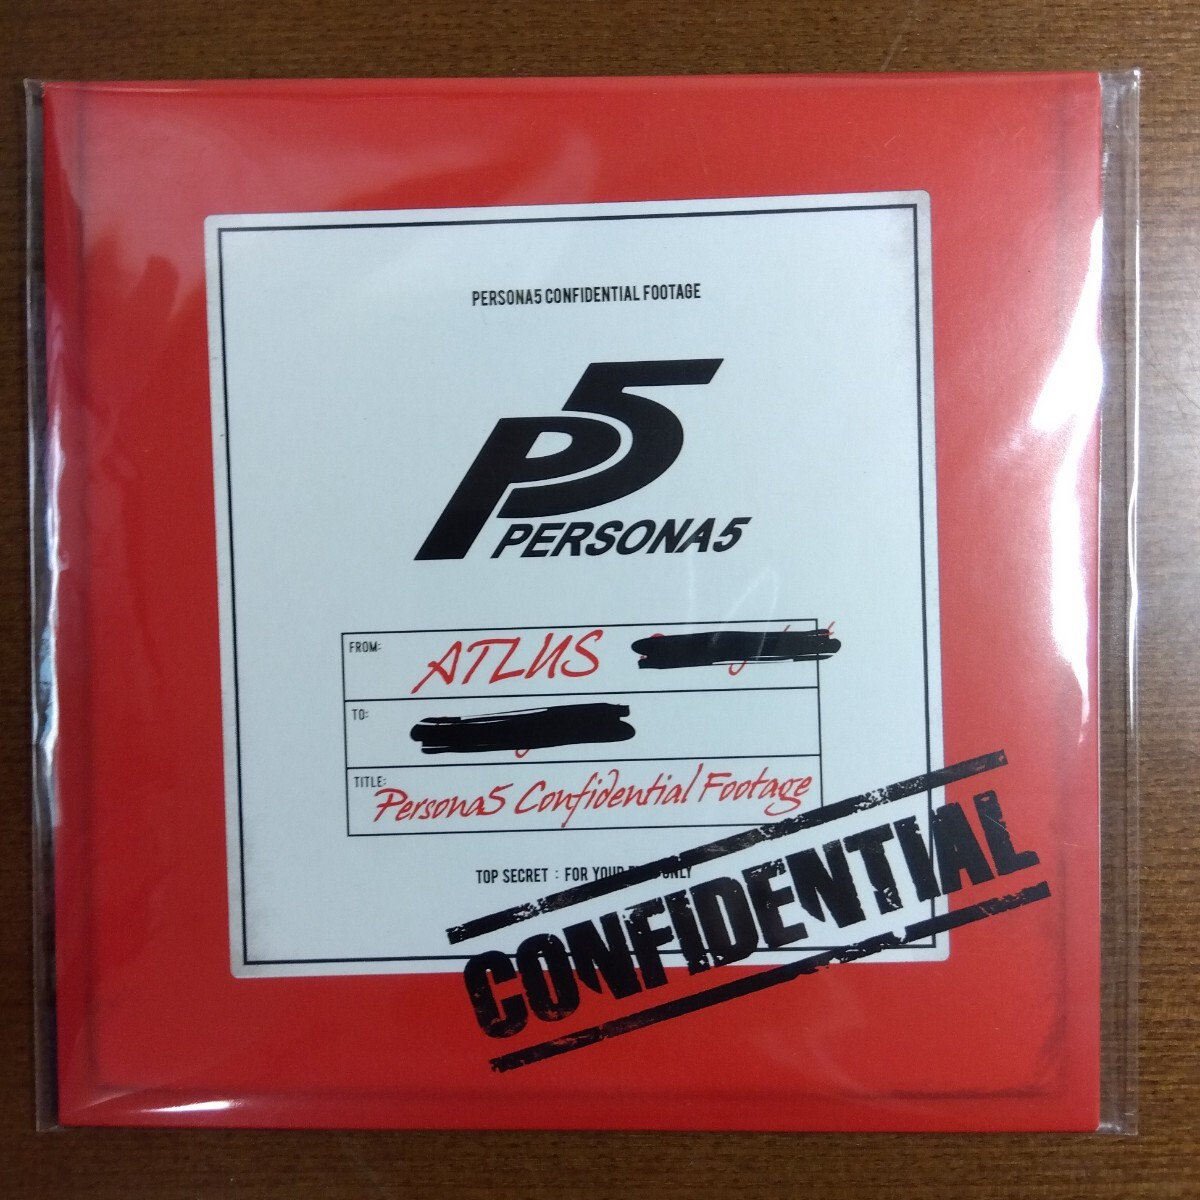 PERSONA5 CONFIDENTIAL FOOTAGE
P5
PERSONA5
FROM: ATLUS
TO:
TITLE: Persona5 Confidential Footage
TOP SECRET : FOR YOUR ONLY
CONFIDENTIAL